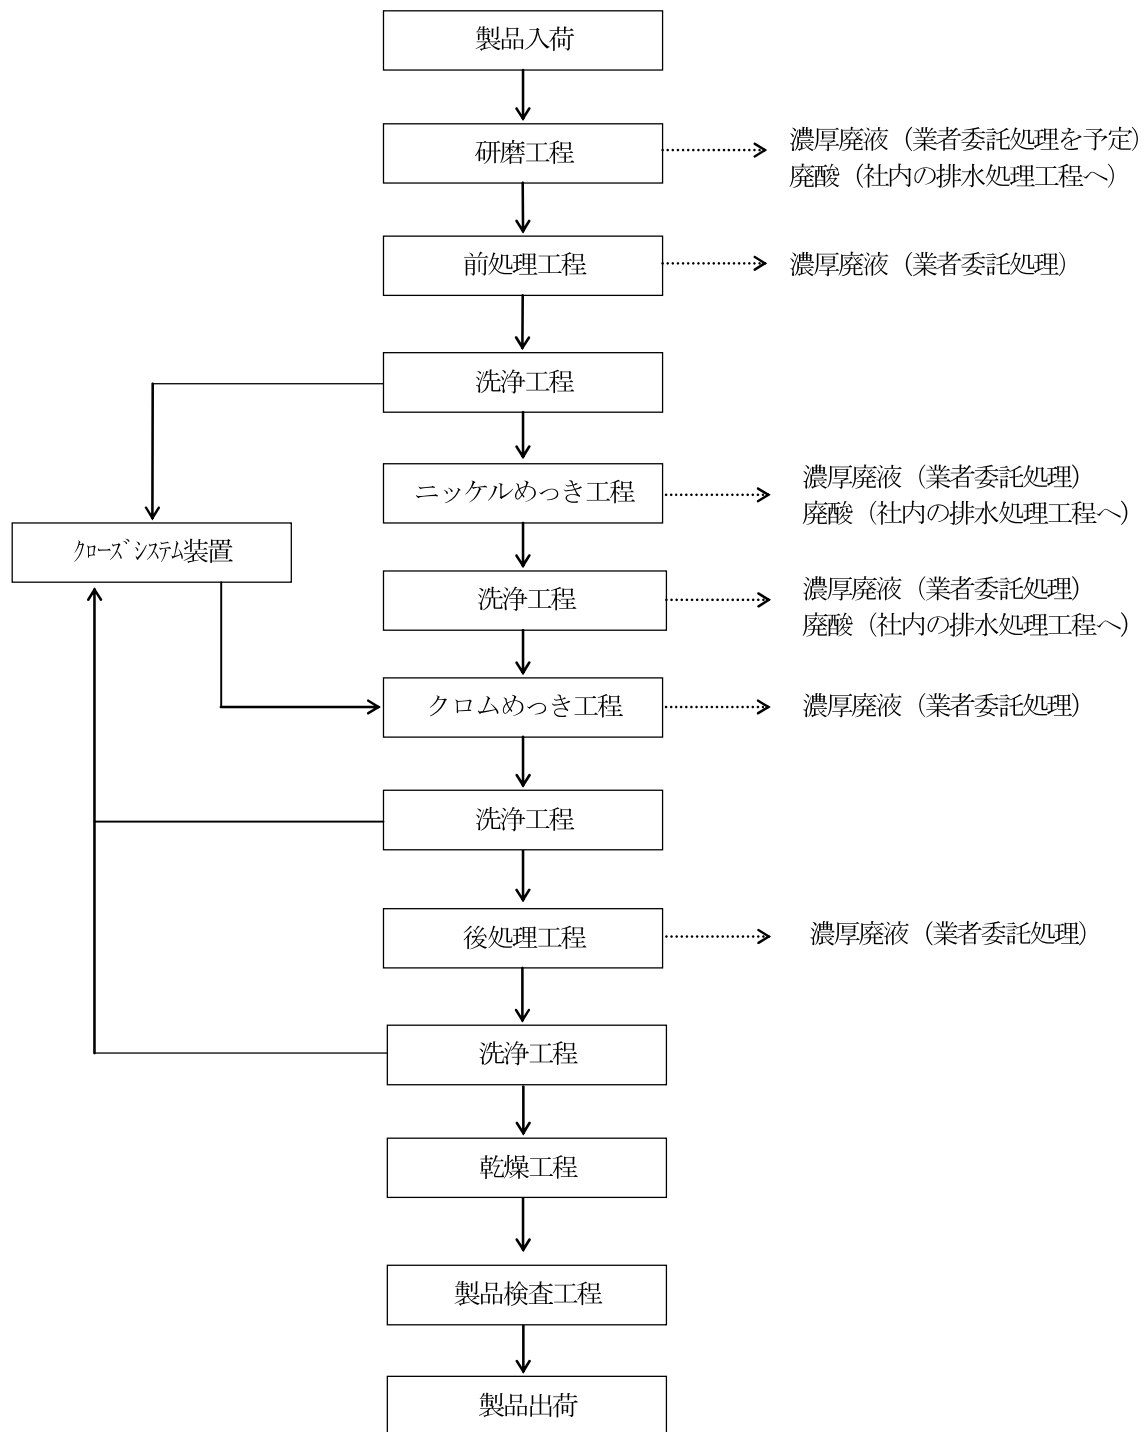 製品入荷
研磨工程
濃厚廃液（業者委託処理を予定）
廃酸（社内の排水処理工程へ）
前処理工程
濃厚廃液（業者委託処理）
洗浄工程
ニッケルめっき工程
濃厚廃液（業者委託処理）
廃酸（社内の排水処理工程へ）
ｸﾛｰｽﾞｼｽﾃﾑ装置
洗浄工程
濃厚廃液（業者委託処理）
廃酸（社内の排水処理工程へ）
クロムめっき工程
濃厚廃液（業者委託処理）
洗浄工程
後処理工程
濃厚廃液（業者委託処理）
洗浄工程
乾燥工程
製品検査工程
製品出荷